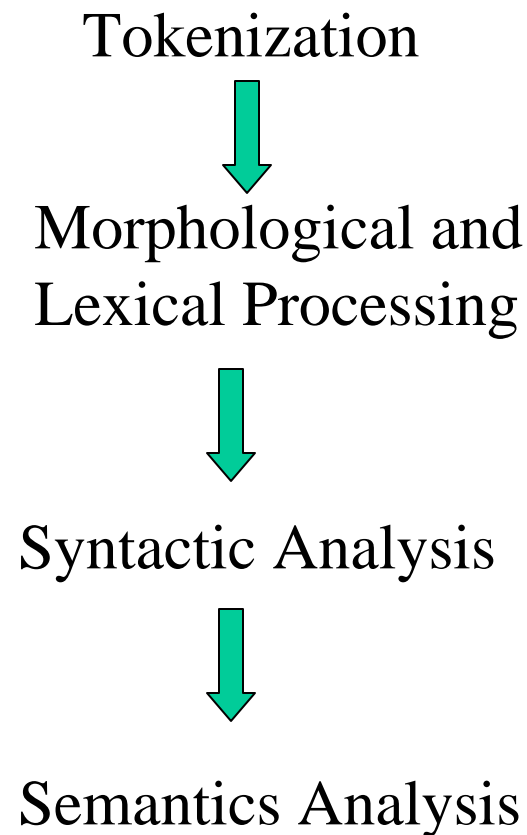 Tokenization
Morphological and
Lexical Processing
Syntactic Analysis
Semantics Analysis